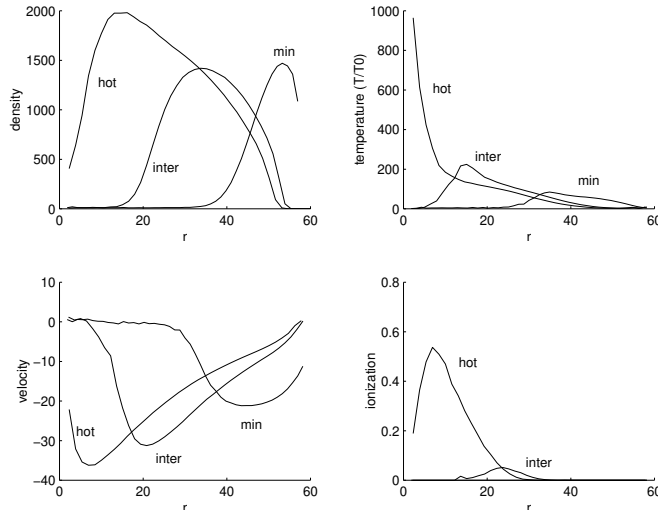 2000
1500
1000
500
0
density
hot
inter
min
0
20
40
60
r
1000
800
600
400
200
0
temperature (T/T0)
hot
inter
min
0
20
40
60
r
10
0
−10
−20
−30
−40
velocity
hot
inter
min
0
20
40
60
r
0.8
0.6
0.4
0.2
0
ionization
hot
inter
0
20
40
60
r